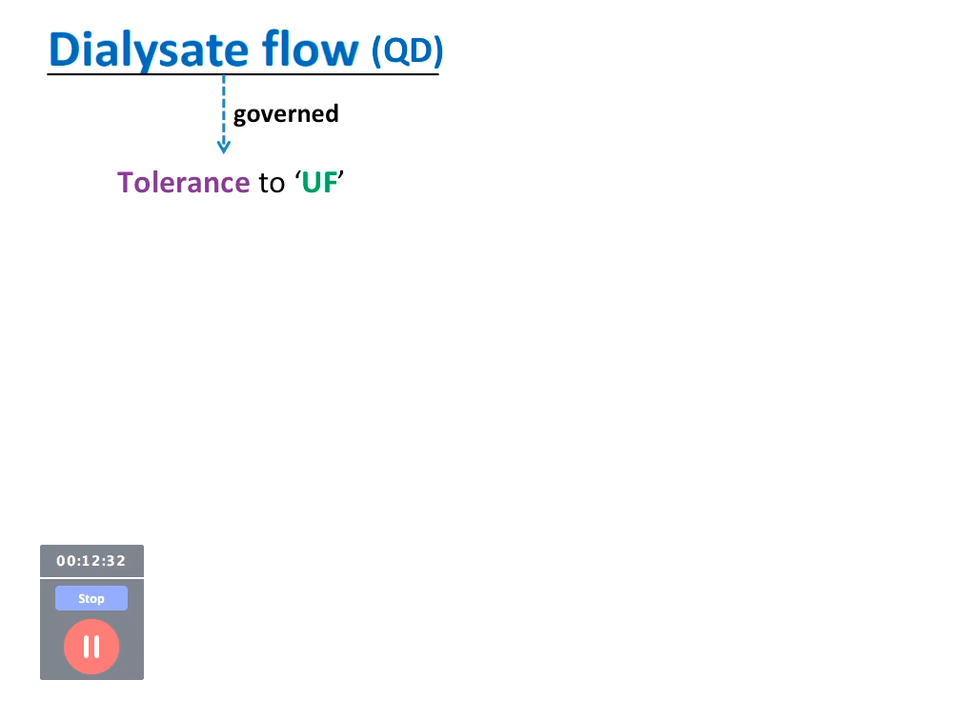 Dialysate flow (QD)
governed
Tolerance to ‘UF’
00:12:32
Stop